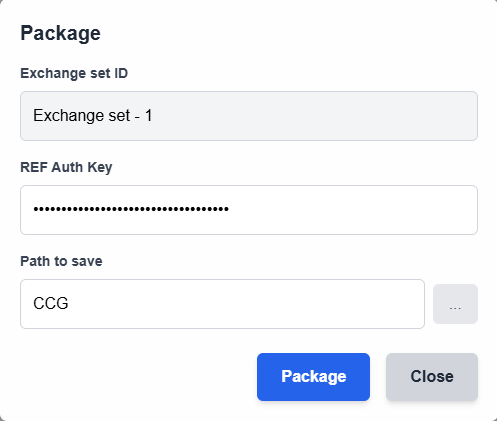 Package
Exchange set ID
Exchange set - 1
REF Auth Key
•••••••••••••••••••••••••••••••••••
Path to save
CCG
...
Package
Close